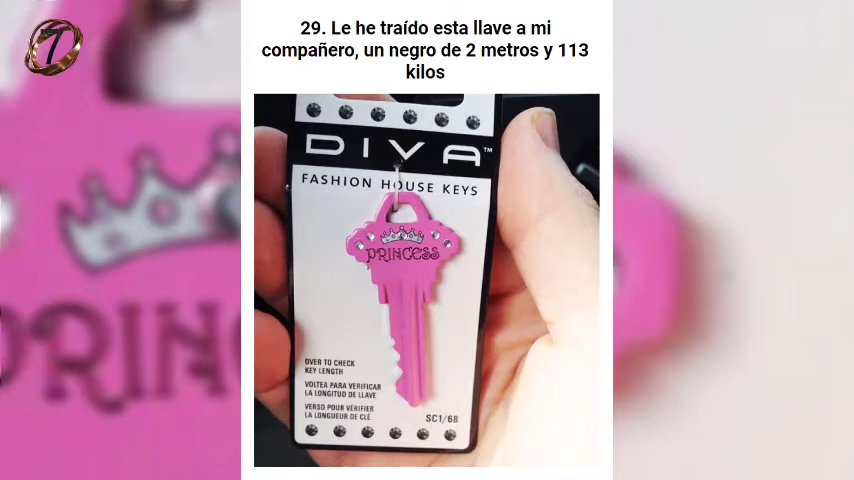 29. Le he traído esta llave a mi
compañero, un negro de 2 metros y 113
kilos
7
DIVA™
FASHION HOUSE KEYS
PRINCESS
OVER TO CHECK
KEY LENGTH
VOLTEA PARA VERIFICAR
LA LONGITUD DE LLAVE
VERSO POUR VÉRIFIER
LA LONGUEUR DE CLÉ
SC1/68